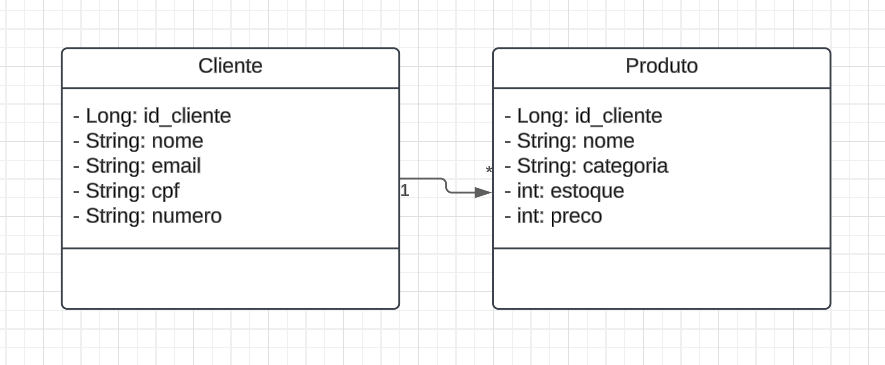 Cliente
- Long: id_cliente
- String: nome
- String: email
- String: cpf
- String: numero
1
*
Produto
- Long: id_cliente
- String: nome
- String: categoria
- int: estoque
- int: preco